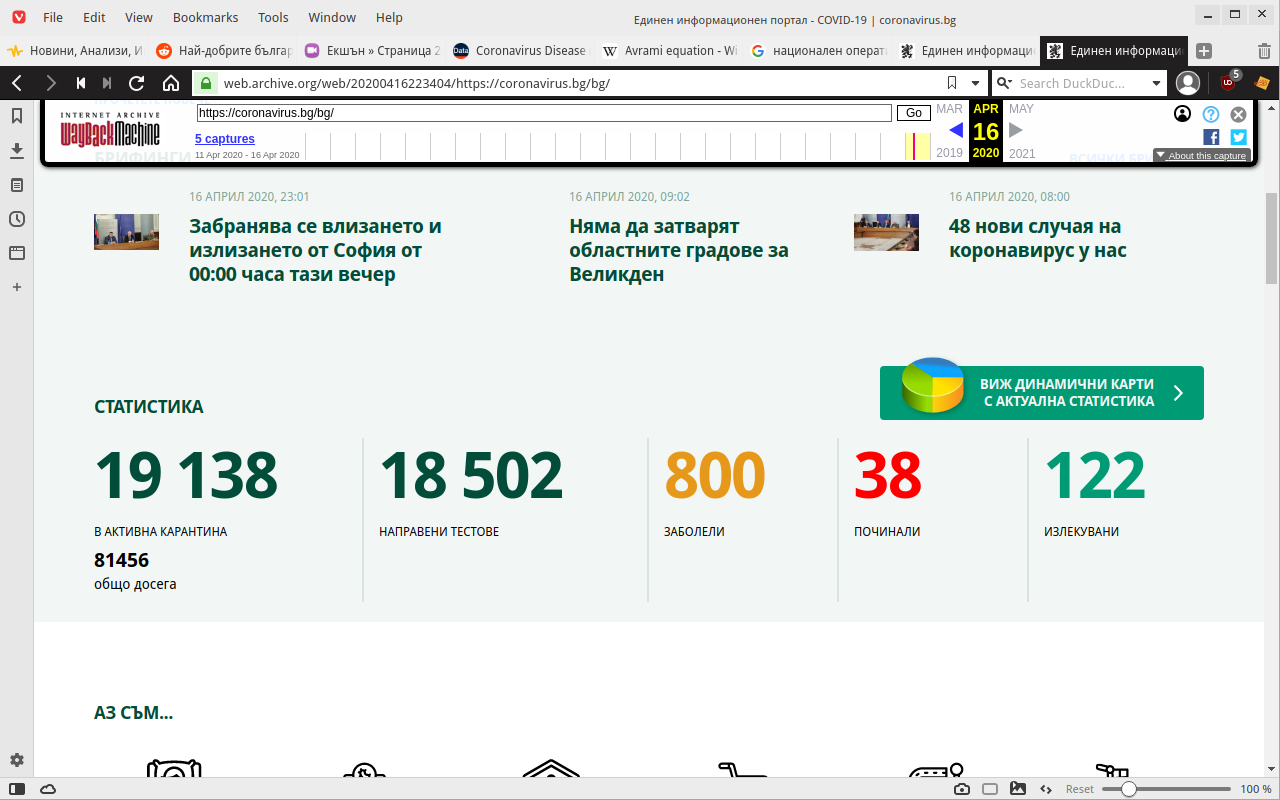 File Edit View Bookmarks Tools Window Help
Единен информационен портал - COVID-19 | coronavirus.bg
Новини, Анализи, И
Най-добрите българ
Екшън » Страница 2
Coronavirus Disease
Avrami equation - Wi
национален операт
Единен информаци
Единен информаци
web.archive.org/web/20200416223404/https://coronavirus.bg/bg/
Search DuckDuc...
5
INTERNET ARCHIVE
WayBackMachine
https://coronavirus.bg/bg/
Go
MAR APR MAY
5 captures
16
11 Apr 2020 - 16 Apr 2020
2019 2020 2021
About this capture
БРИФИНГИ
16 АПРИЛ 2020, 23:01
Забранява се влизането и
излизането от София от
00:00 часа тази вечер
16 АПРИЛ 2020, 09:02
Няма да затварят
областните градове за
Великден
16 АПРИЛ 2020, 08:00
48 нови случая на
коронавирус у нас
ВИЖ ДИНАМИЧНИ КАРТИ
С АКТУАЛНА СТАТИСТИКА
СТАТИСТИКА
19 138
В АКТИВНА КАРАНТИНА
81456
общо досега
18 502
НАПРАВЕНИ ТЕСТОВЕ
800
ЗАБОЛЕЛИ
38
ПОЧИНАЛИ
122
ИЗЛЕКУВАНИ
АЗ СЪМ...
Reset
100 %